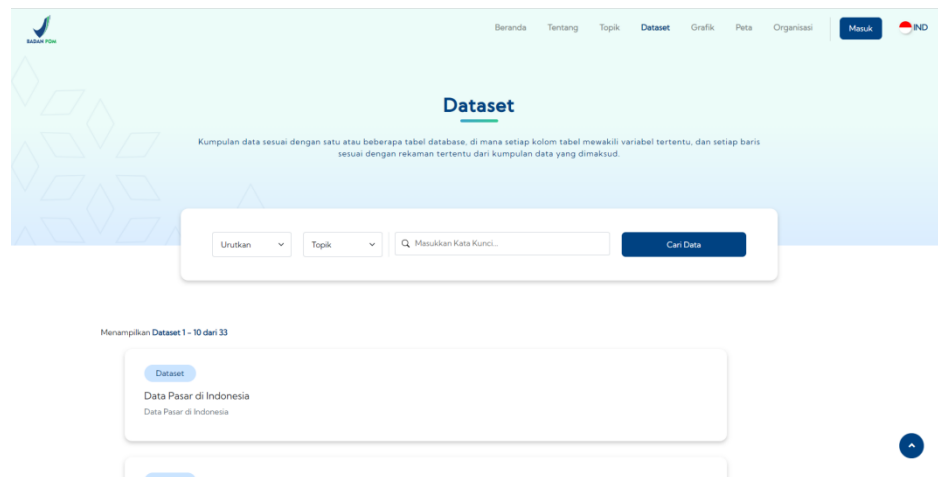 BADAN POM
Beranda Tentang Topik Dataset Grafik Peta Organisasi Masuk IND
Dataset
Kumpulan data sesuai dengan satu atau beberapa tabel database, di mana setiap kolom tabel mewakili variabel tertentu, dan setiap baris
sesuai dengan rekaman tertentu dari kumpulan data yang dimaksud.
Urutkan Topik Masukkan Kata Kunci... Cari Data
Menampilkan Dataset 1 - 10 dari 33
Dataset
Data Pasar di Indonesia
Data Pasar di Indonesia